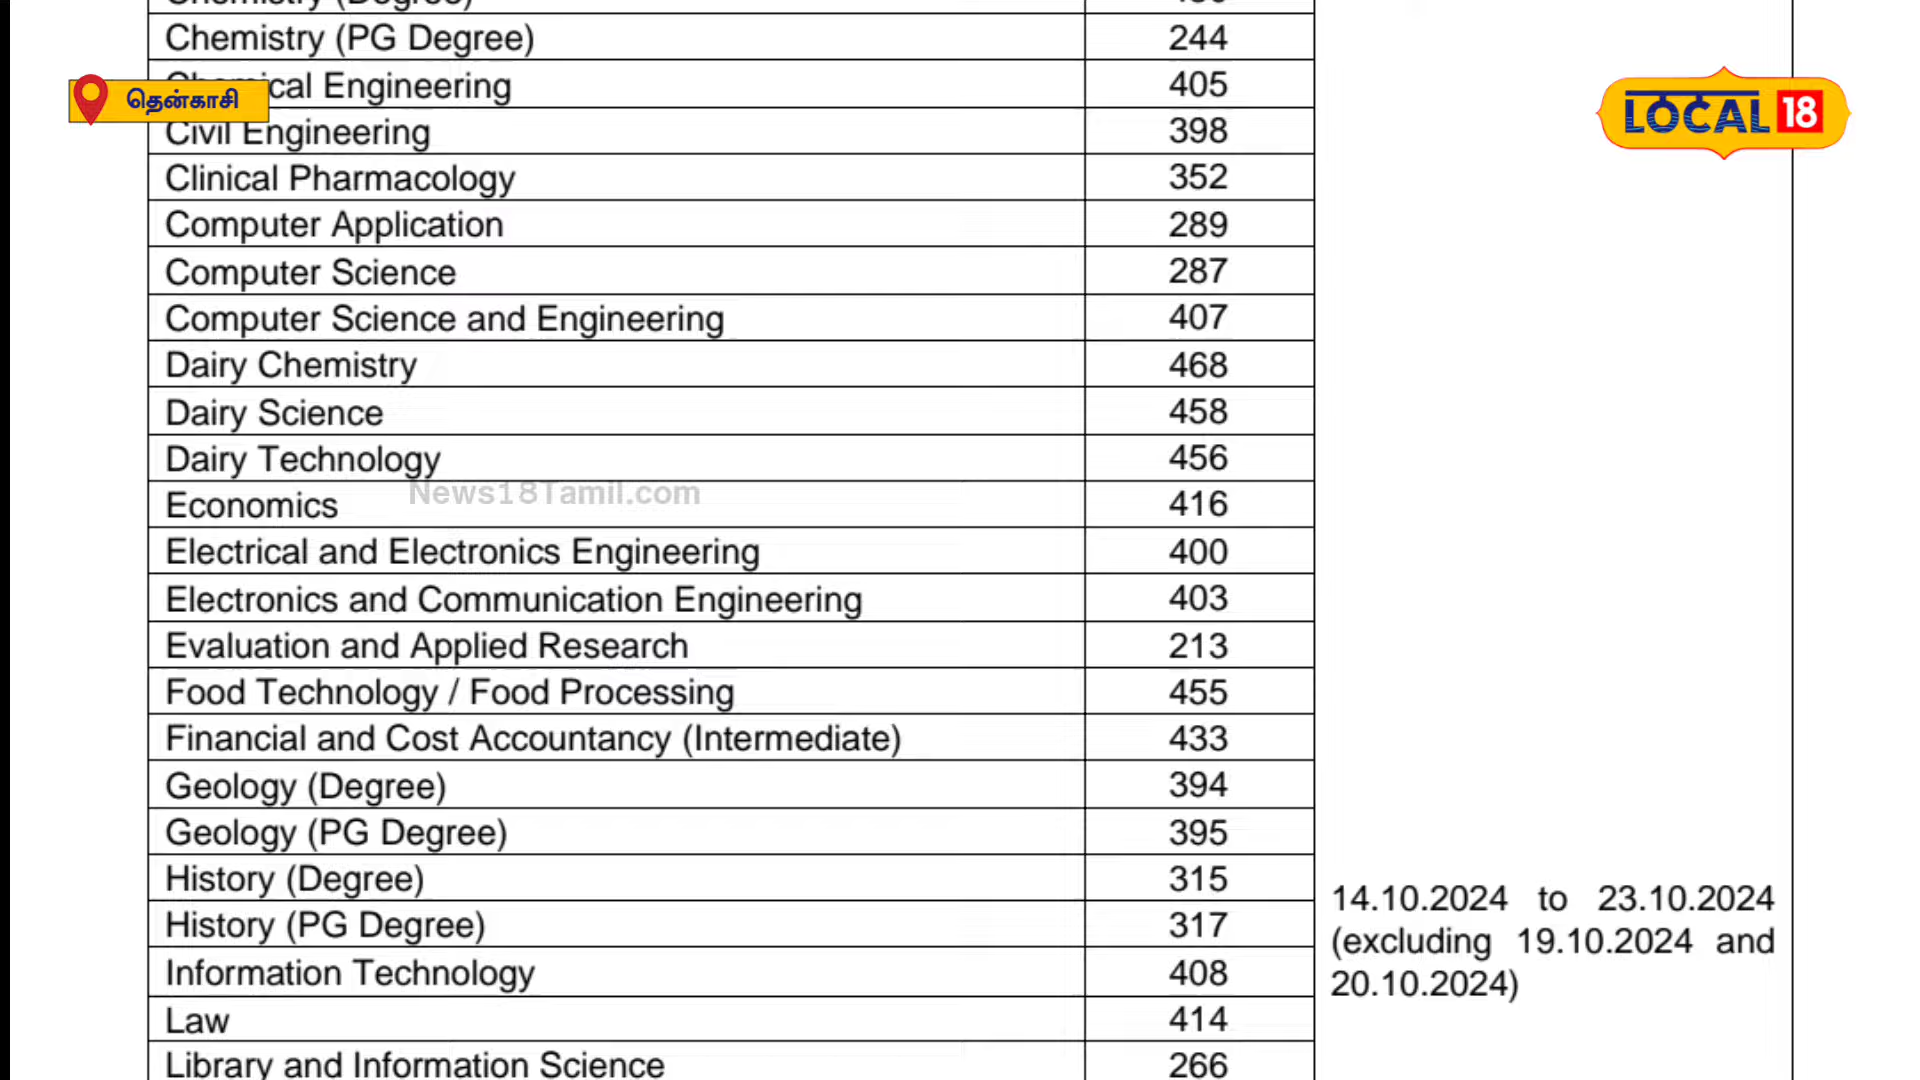 Chemistry (Degree)
Chemistry (PG Degree) 244
cal Engineering 405
தென்காசி
LOCAL 18
Civil Engineering 398
Clinical Pharmacology 352
Computer Application 289
Computer Science 287
Computer Science and Engineering 407
Dairy Chemistry 468
Dairy Science 458
Dairy Technology 456
News18Tamil.com
Economics 416
Electrical and Electronics Engineering 400
Electronics and Communication Engineering 403
Evaluation and Applied Research 213
Food Technology / Food Processing 455
Financial and Cost Accountancy (Intermediate) 433
Geology (Degree) 394
Geology (PG Degree) 395
History (Degree) 315
History (PG Degree) 317
Information Technology 408
Law 414
Library and Information Science 266
14.10.2024 to 23.10.2024
(excluding 19.10.2024 and
20.10.2024)